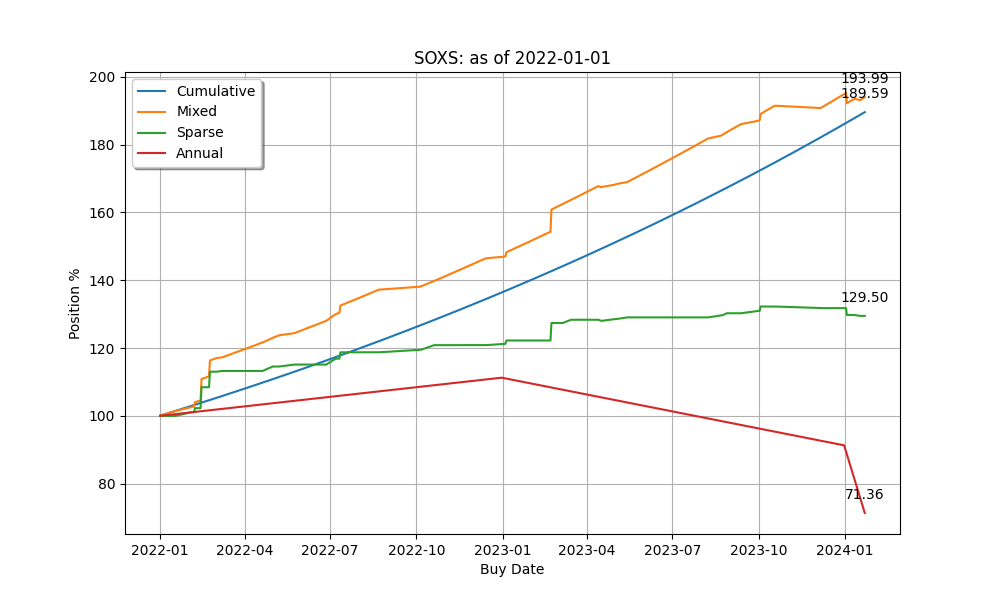 SOXS: as of 2022-01-01
200
180
160
140
120
100
80
Position %
Cumulative
Mixed
Sparse
Annual
193.99
189.59
129.50
71.36
2022-01 2022-04 2022-07 2022-10 2023-01 2023-04 2023-07 2023-10 2024-01
Buy Date